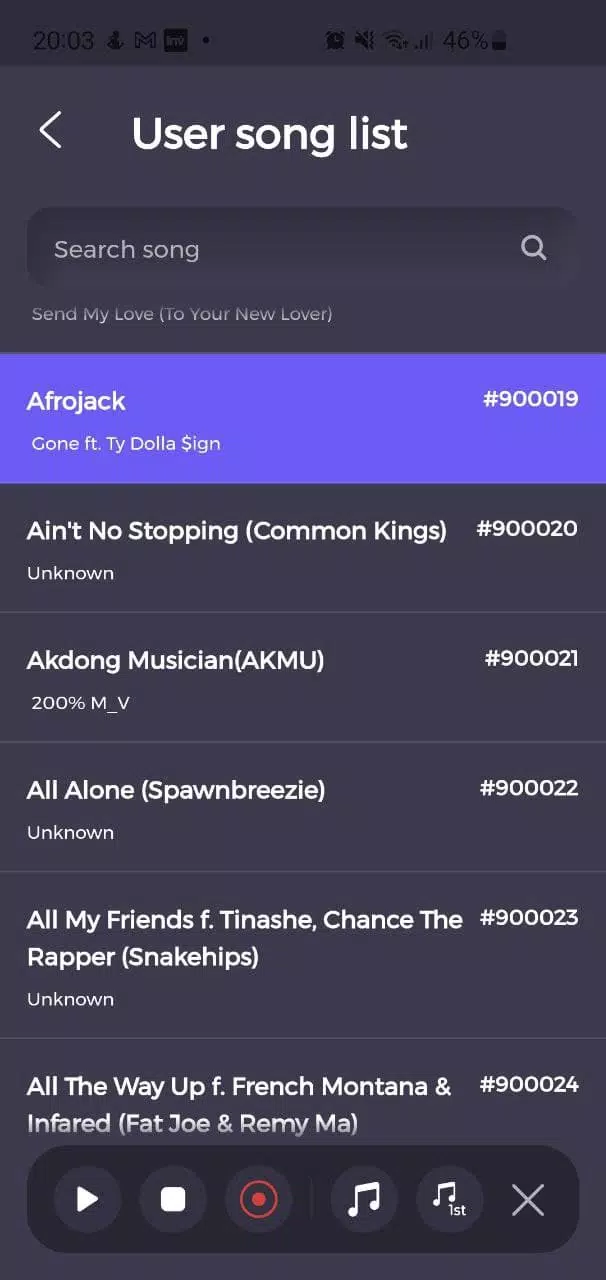 20:03
46%
User song list
Search song
Send My Love (To Your New Lover)
Afrojack
#900019
Gone ft. Ty Dolla $ign
Ain't No Stopping (Common Kings)
#900020
Unknown
Akdong Musician(AKMU)
#900021
200% M_V
All Alone (Spawnbreezie)
#900022
Unknown
All My Friends f. Tinashe, Chance The
#900023
Rapper (Snakehips)
Unknown
All The Way Up f. French Montana &
#900024
Infared (Fat Joe & Remy Ma)
1st